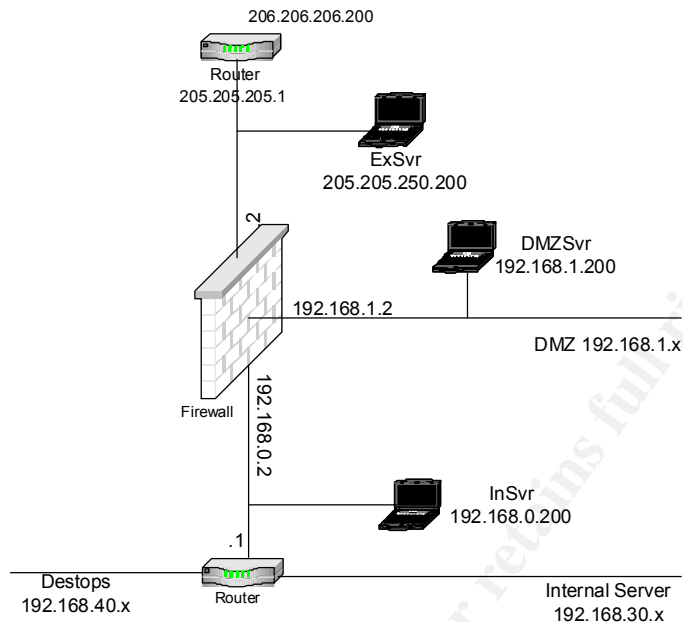 206.206.206.200
Router
205.205.205.1
ExSvr
205.205.250.200
.2
DMZSvr
192.168.1.200
192.168.1.2
DMZ 192.168.1.x
Firewall
192.168.0.2
InSvr
192.168.0.200
.1
Destops
192.168.40.x
Router
Internal Server
192.168.30.x
retains full